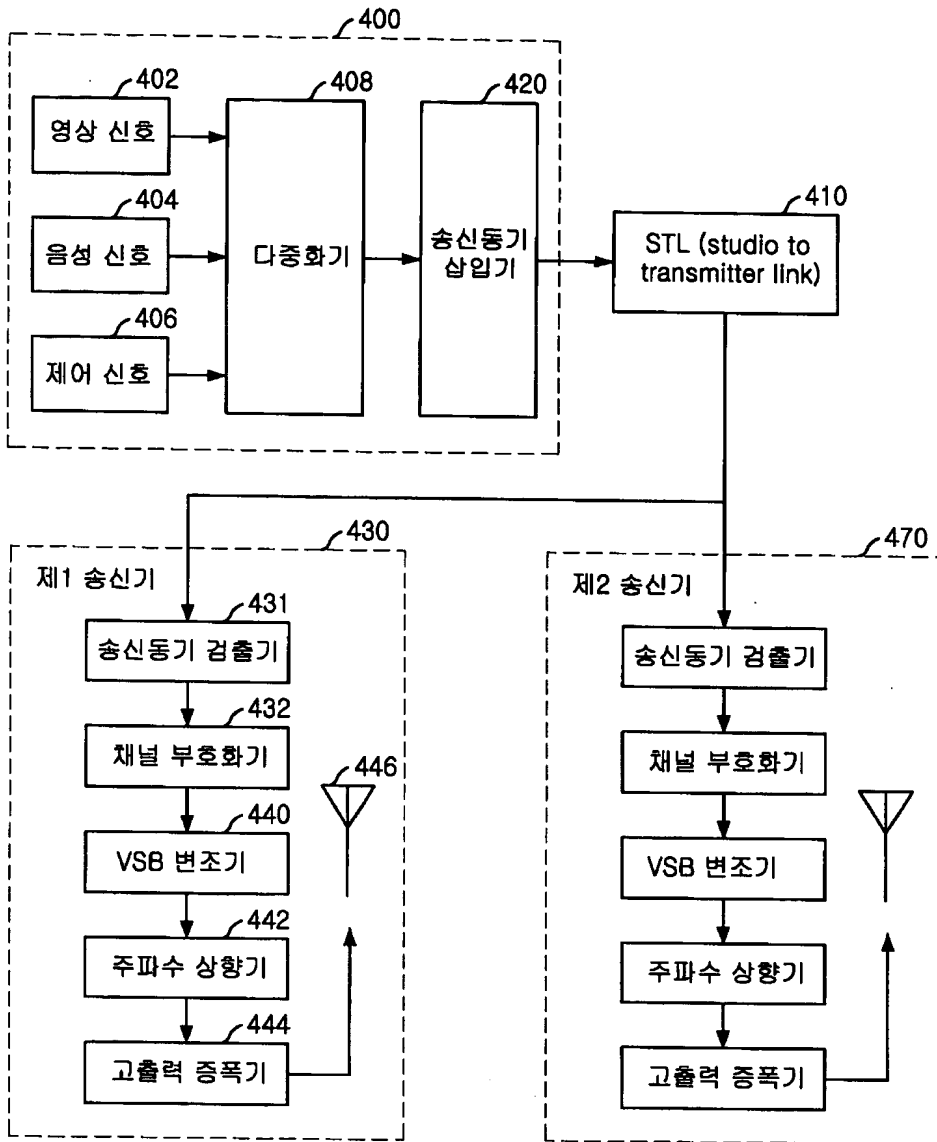 400
402
영상 신호
404
음성 신호
406
제어 신호
408
다중화기
420
송신동기
삽입기
410
STL (studio to
transmitter link)
430
제1 송신기
431
송신동기 검출기
432
채널 부호화기
440
VSB 변조기
442
주파수 상향기
444
고출력 증폭기
446
470
제2 송신기
송신동기 검출기
채널 부호화기
VSB 변조기
주파수 상향기
고출력 증폭기